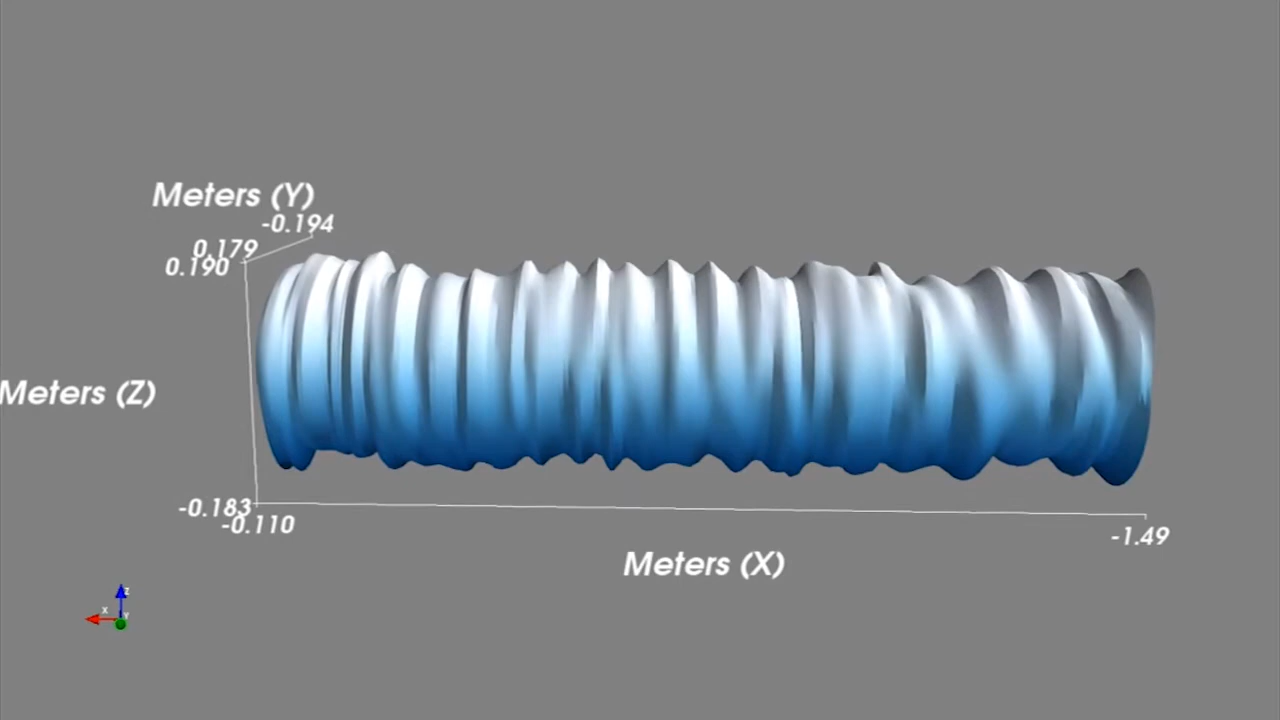 Meters (Y)
-0.194
0.179
0.190
Meters (Z)
-0.183
-0.110
-1.49
Meters (X)
Z
X
Y